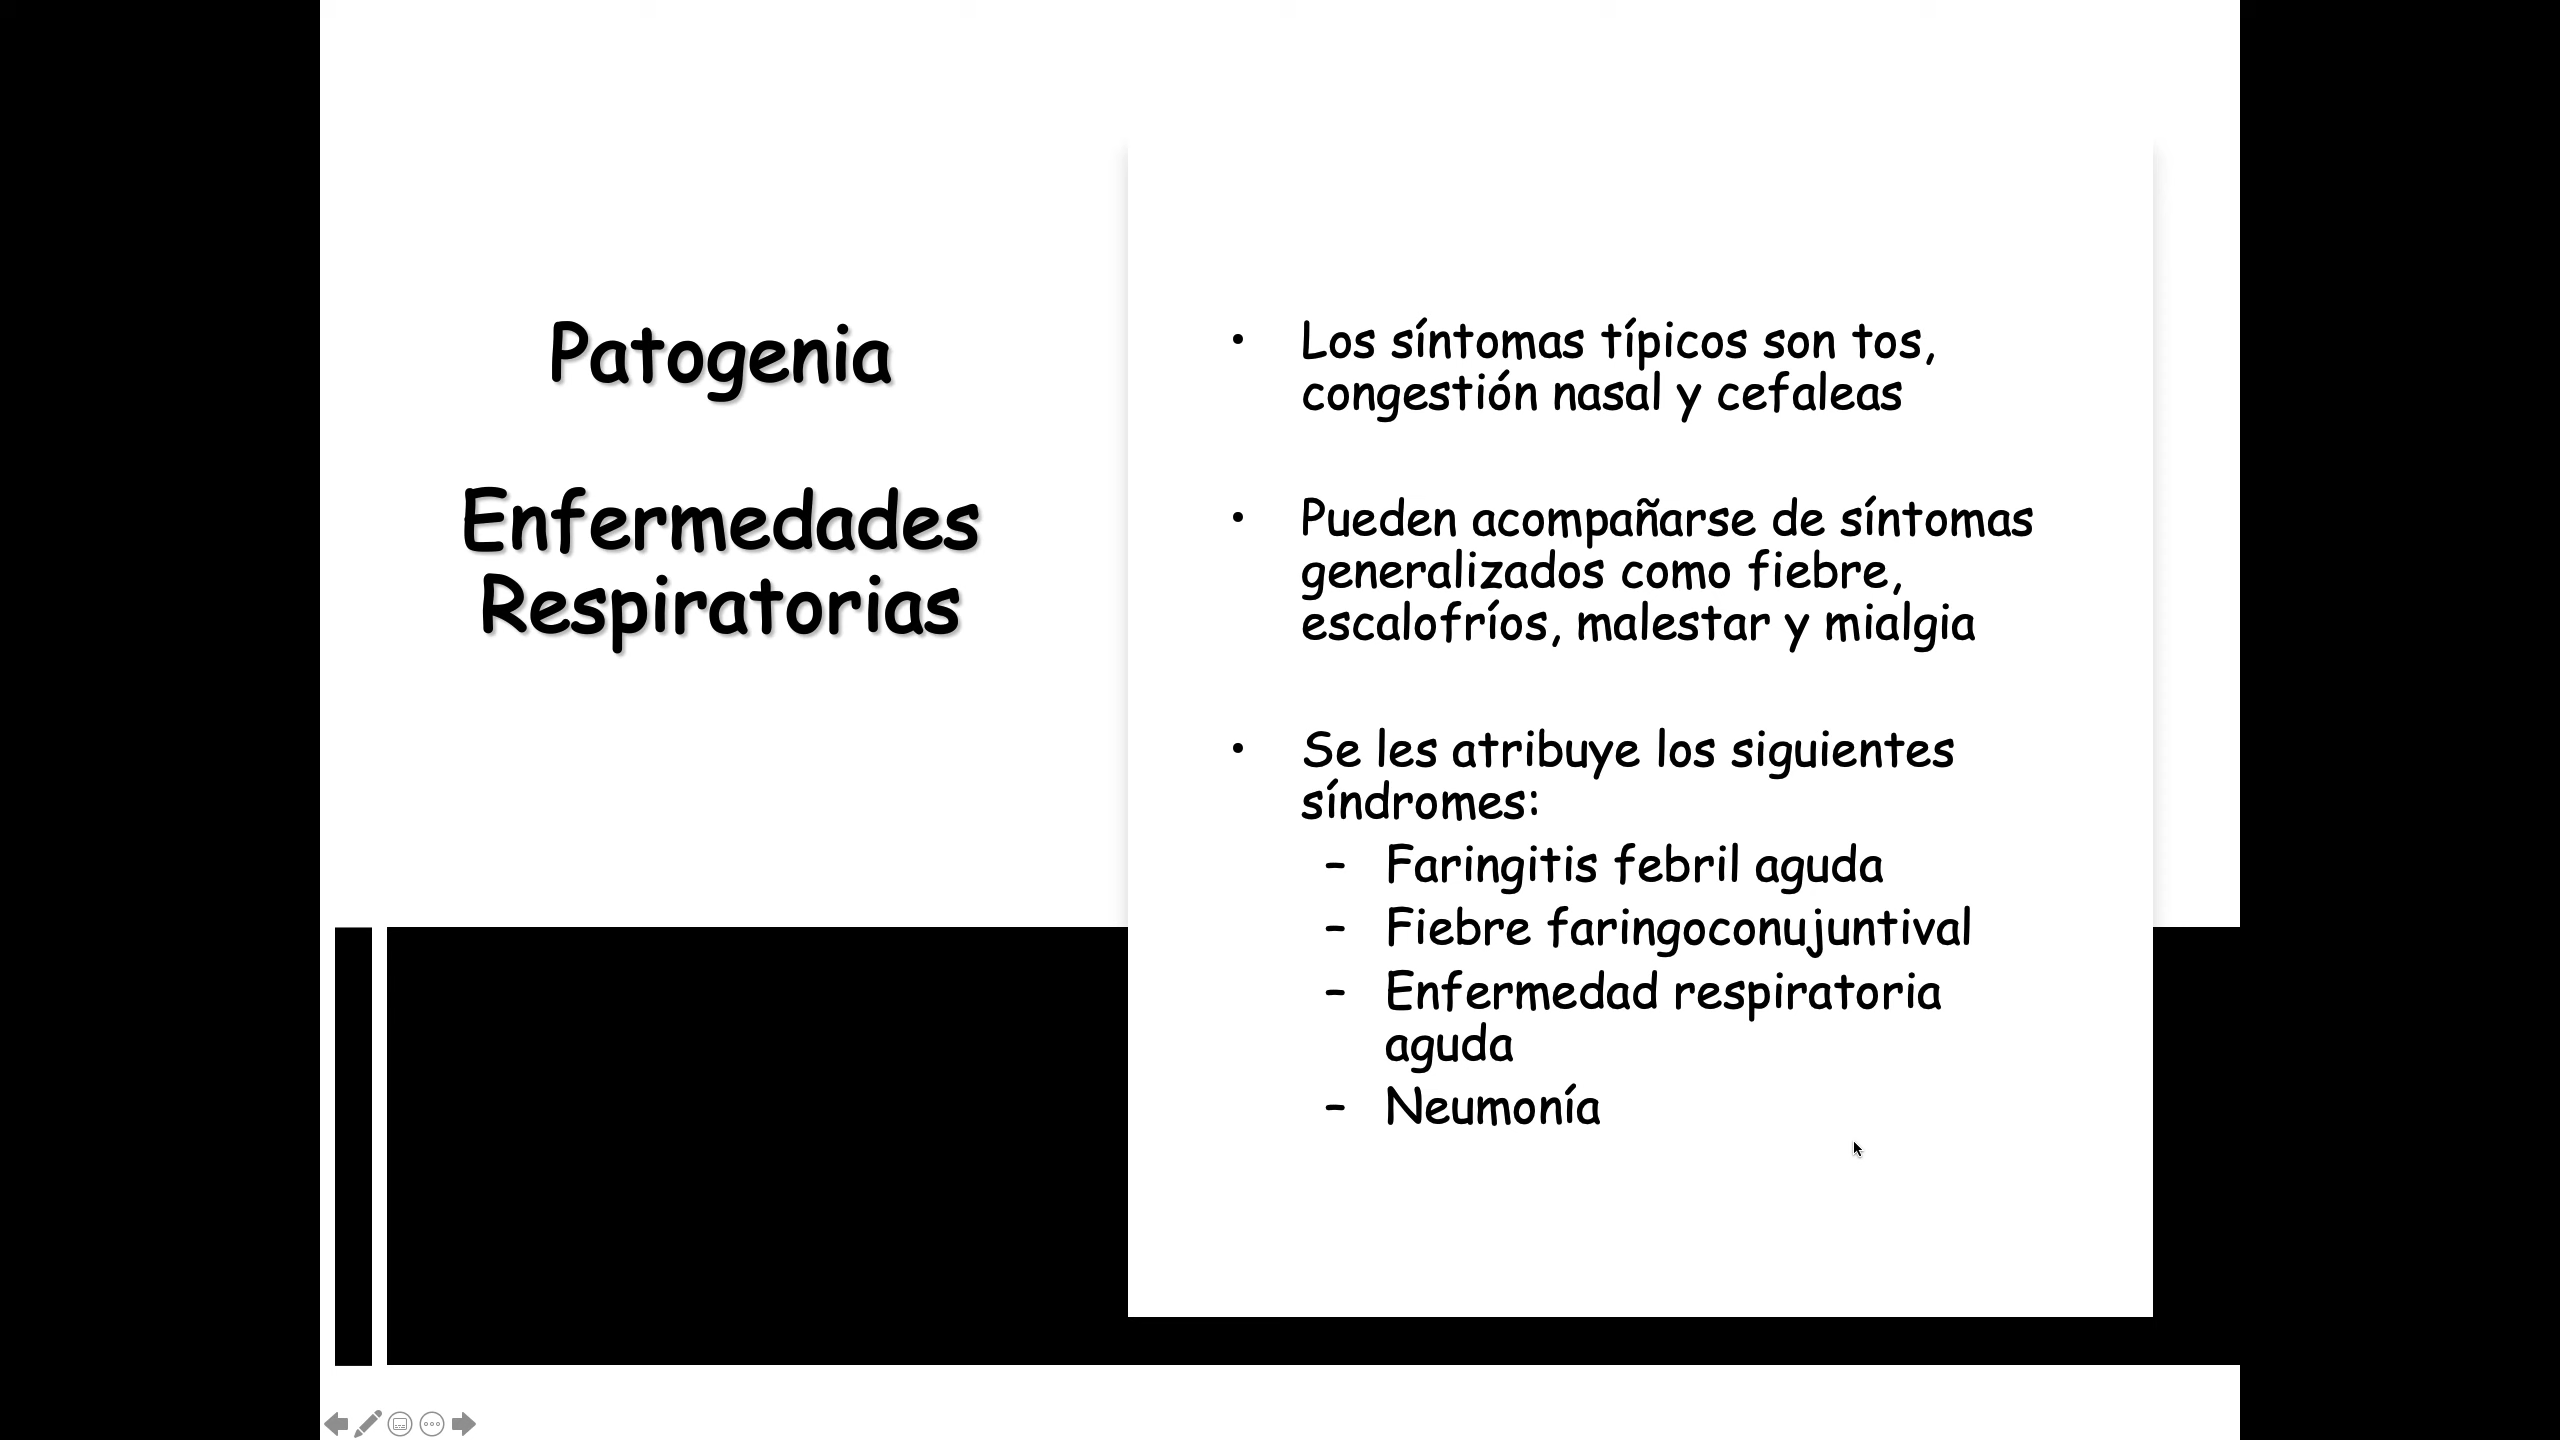 Patogenia
Enfermedades
Respiratorias
• Los síntomas típicos son tos,
congestión nasal y cefaleas
• Pueden acompañarse de síntomas
generalizados como fiebre,
escalofríos, malestar y mialgia
• Se les atribuye los siguientes
síndromes:
– Faringitis febril aguda
– Fiebre faringoconujuntival
– Enfermedad respiratoria
aguda
– Neumonía